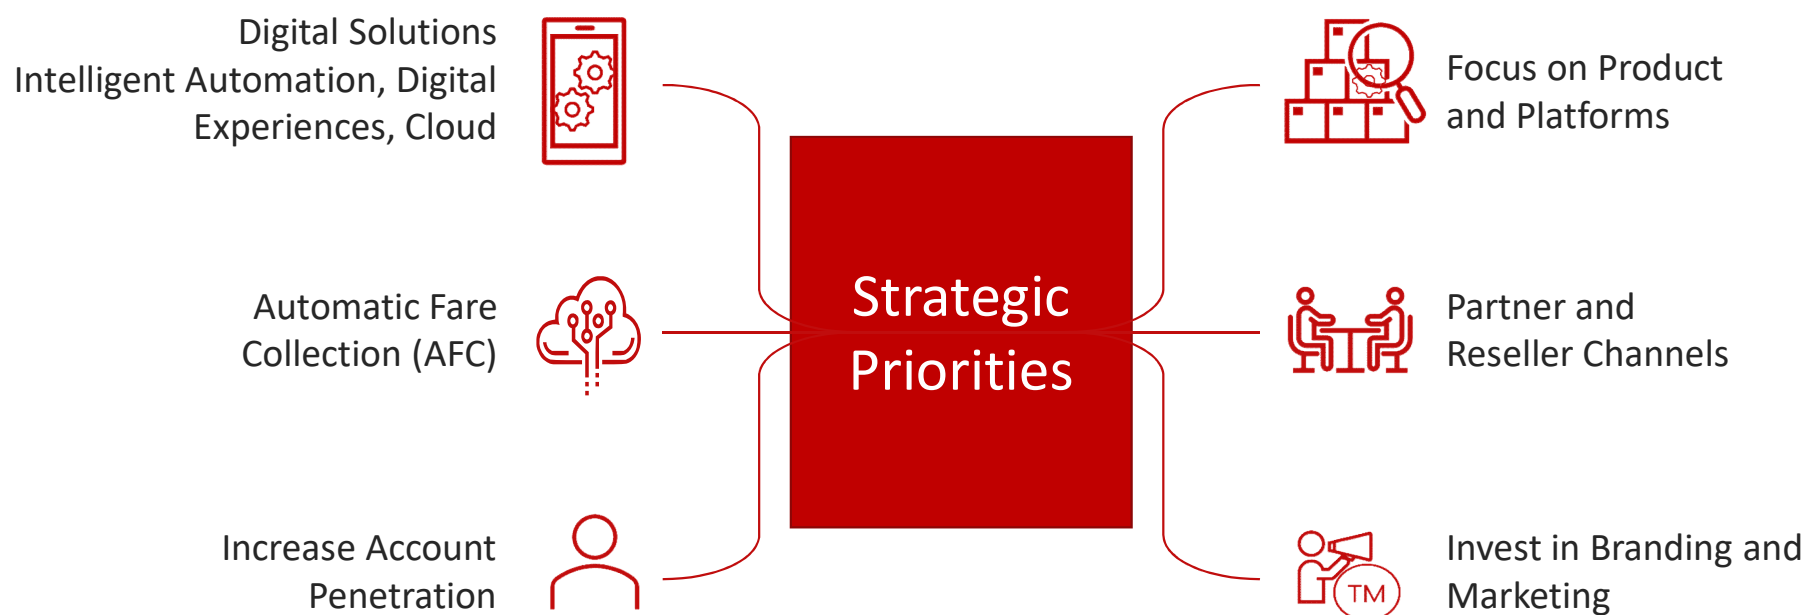 Digital Solutions
Intelligent Automation, Digital
Experiences, Cloud
Automatic Fare
Collection (AFC)
Increase Account
Penetration
Strategic
Priorities
Focus on Product
and Platforms
Partner and
Reseller Channels
TM
Invest in Branding and
Marketing